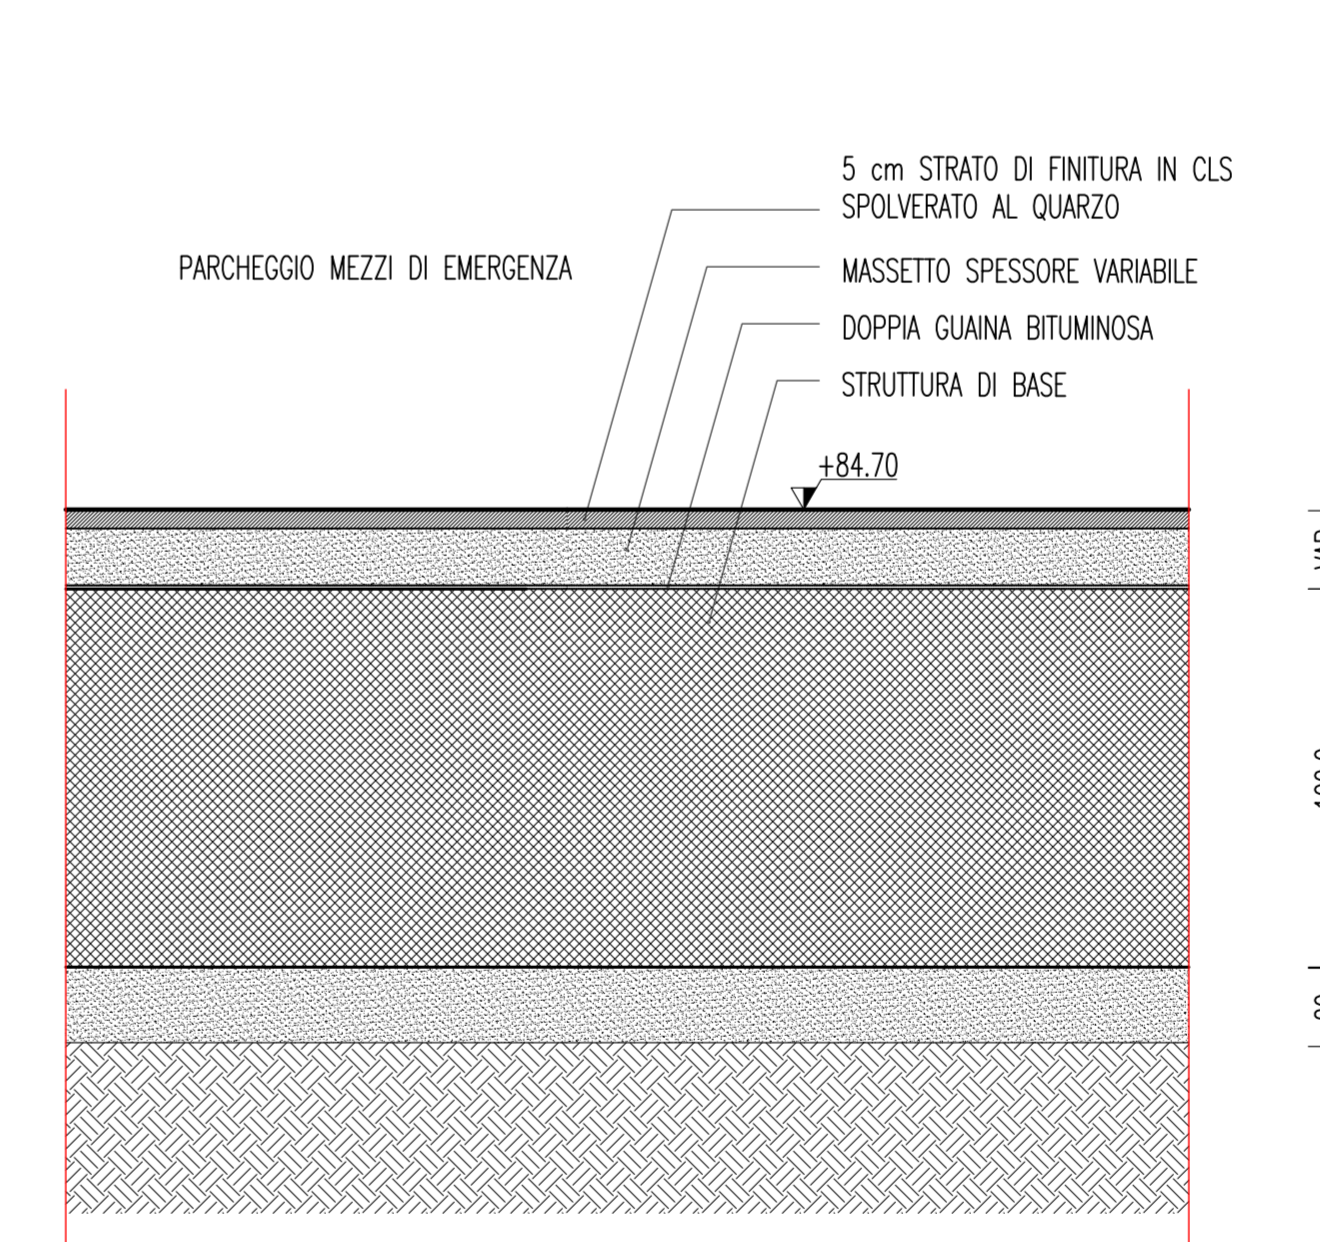 5 cm STRATO DI FINITURA IN CLS
SPOLVERATO AL QUARZO
PARCHEGGIO MEZZI DI EMERGENZA
MASSETTO SPESSORE VARIABILE
DOPPIA GUAINA BITUMINOSA
STRUTTURA DI BASE
+84.70